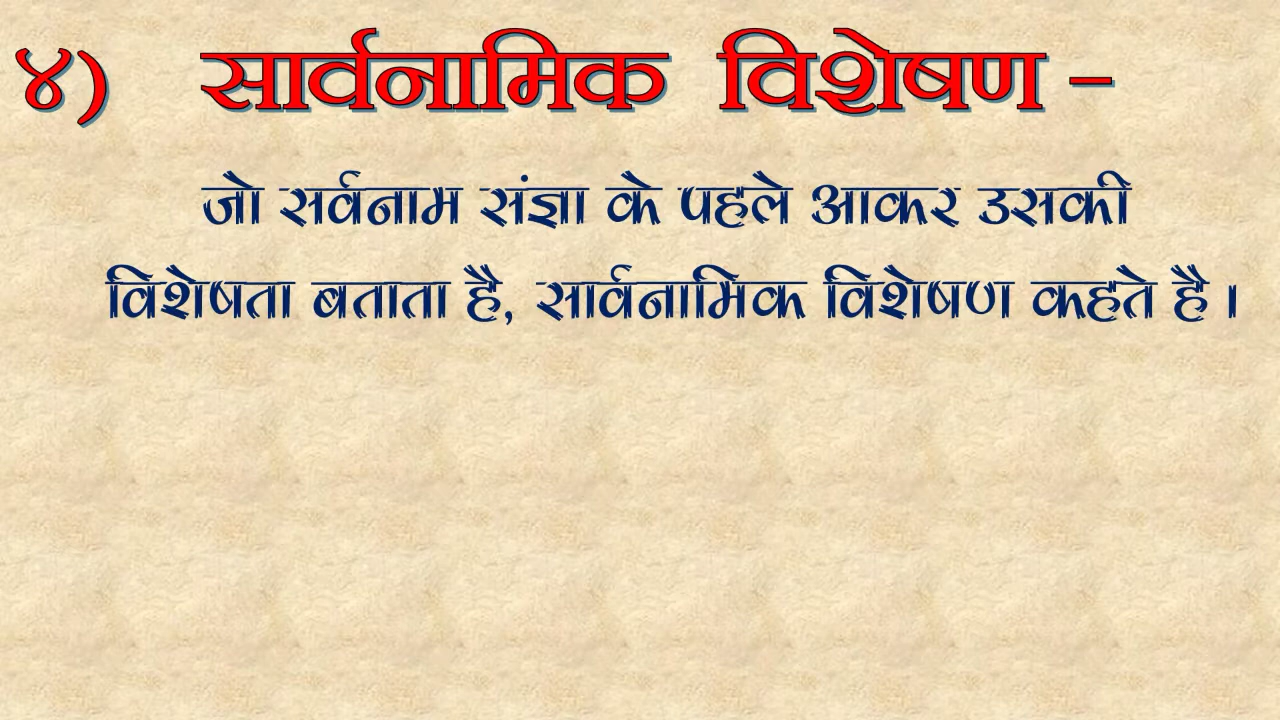 ४) सार्वनामिक विशेषण -
जो सर्वनाम संज्ञा के पहले आकर उसकी
विशेषता बताता है, सार्वनामिक विशेषण कहते है ।